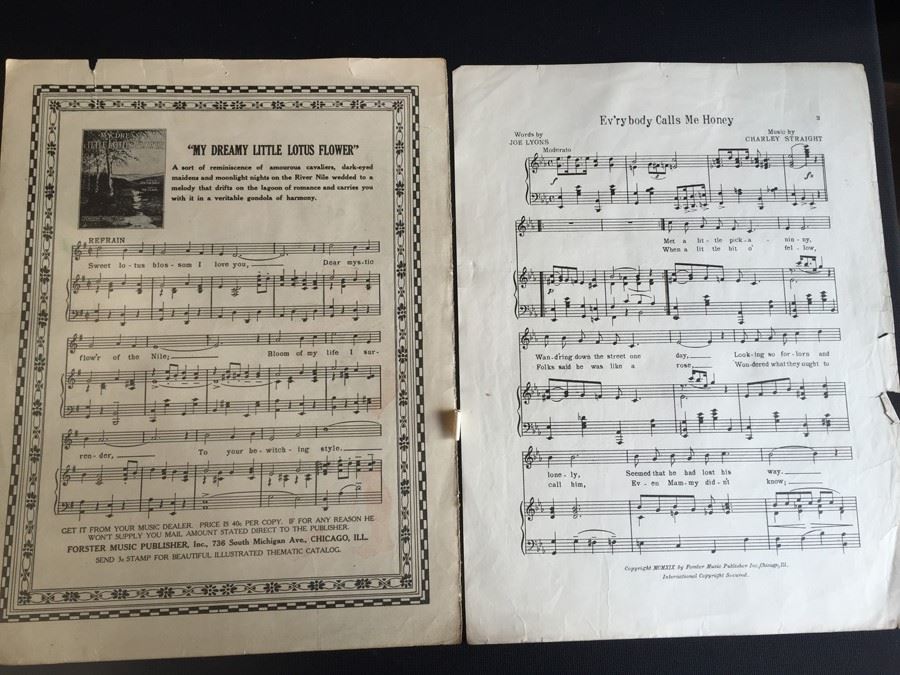 MY DREAMY
LITTLE LOTUS FLOWER
"MY DREAMY LITTLE LOTUS FLOWER"
A sort of reminiscence of amourous cavaliers, dark-eyed
maidens and moonlight nights on the River Nile wedded to a
melody that drifts on the lagoon of romance and carries you
with it in a veritable gondola of harmony.
REFRAIN
Sweet lo-tus blos-som I love you, Dear mys-tic
flow'r of the Nile; Bloom of my life I sur-
ren-der, To your be-witch-ing style.
GET IT FROM YOUR MUSIC DEALER. PRICE IS 40c PER COPY. IF FOR ANY REASON HE
WON'T SUPPLY YOU MAIL AMOUNT STATED DIRECT TO THE PUBLISHER.
FORSTER MUSIC PUBLISHER, Inc., 736 South Michigan Ave., CHICAGO, ILL.
SEND 3c STAMP FOR BEAUTIFUL ILLUSTRATED THEMATIC CATALOG.
3
Ev'rybody Calls Me Honey
Words by
JOE LYONS
Music by
CHARLEY STRAIGHT
Moderato
Met a lit-tle pick-a-nin-ny,
When a lit tle bit o' fel-low,
Wan-d'ring down the street one day, Look-ing so for-lorn and
Folks said he was like a rose, Won-dered what they ought to
lone-ly, Seemed that he had lost his way.
call him, Ev-en Mam-my did-n't know;
Copyright MCMXIX by Forster Music Publisher Inc., Chicago, Ill.
International Copyright Secured.